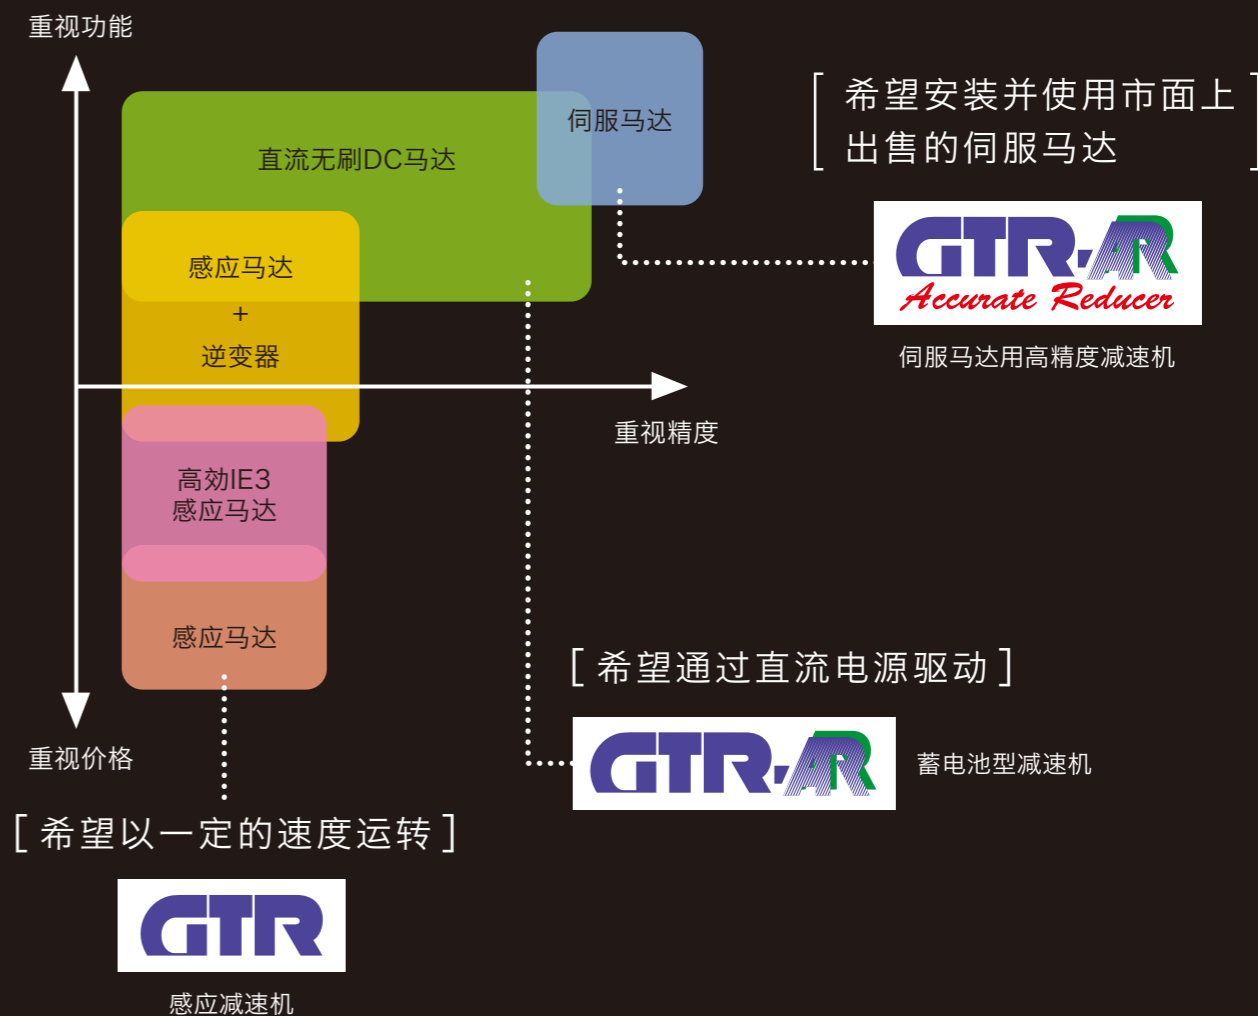 重视功能
伺服马达
直流无刷DC马达
感应马达
+
逆变器
重视精度
高効IE3
感应马达
感应马达
重视价格
[ 希望安装并使用市面上
出售的伺服马达 ]
GTR-AR
Accurate Reducer
伺服马达用高精度减速机
[ 希望通过直流电源驱动 ]
GTR-AR
蓄电池型减速机
[ 希望以一定的速度运转 ]
GTR
感应减速机